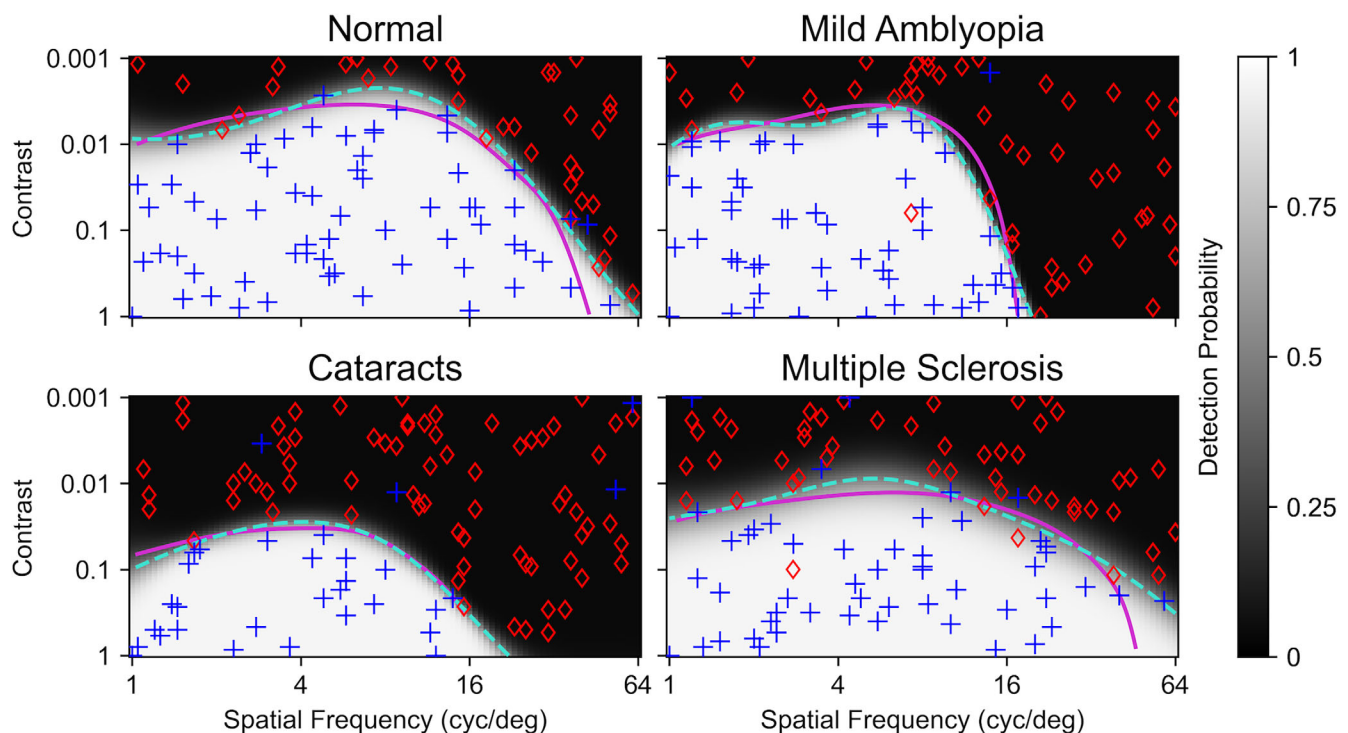 Normal
Mild Amblyopia
0.001
0.01
0.1
1
Contrast
Cataracts
Multiple Sclerosis
0.001
0.01
0.1
1
Contrast
1 4 16 64
1 4 16 64
Spatial Frequency (cyc/deg)
Spatial Frequency (cyc/deg)
1
0.75
0.5
0.25
0
Detection Probability